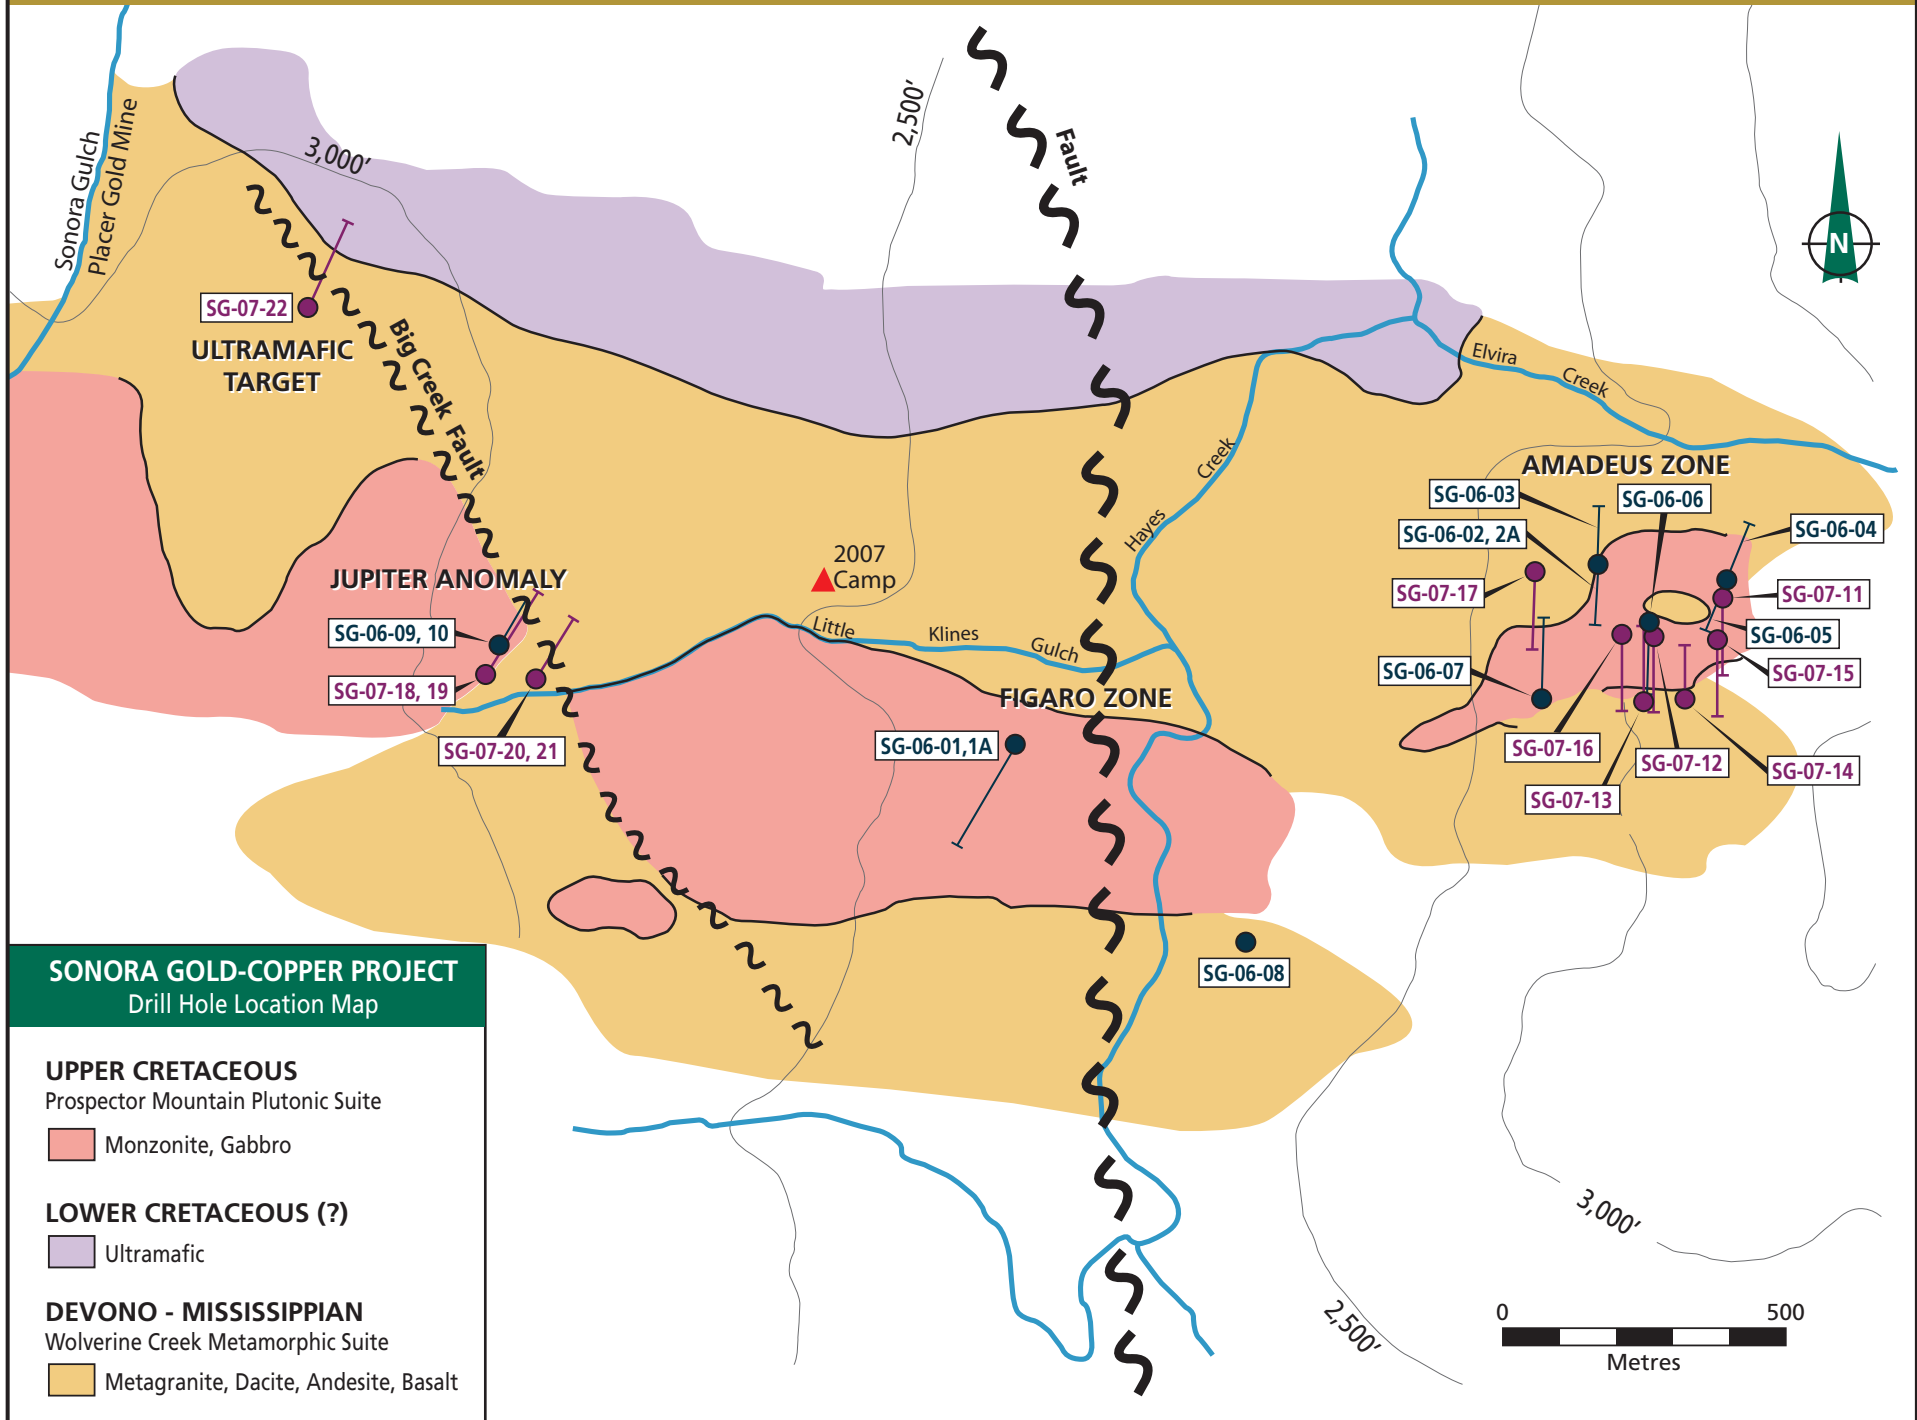 Sonora Gulch
Placer Gold Mine
3,000’
2,500’
Fault
N
SG-07-22
ULTRAMAFIC
TARGET
Big Creek Fault
Elvira Creek
Hayes Creek
AMADEUS ZONE
SG-06-03
SG-06-06
SG-06-02, 2A
SG-06-04
SG-07-17
SG-07-11
SG-06-05
SG-06-07
SG-07-15
SG-07-16
SG-07-12
SG-07-14
SG-07-13
2007
Camp
JUPITER ANOMALY
SG-06-09, 10
SG-07-18, 19
SG-07-20, 21
Little Klines Gulch
FIGARO ZONE
SG-06-01,1A
SG-06-08
SONORA GOLD-COPPER PROJECT
Drill Hole Location Map
UPPER CRETACEOUS
Prospector Mountain Plutonic Suite
Monzonite, Gabbro
LOWER CRETACEOUS (?)
Ultramafic
DEVONO - MISSISSIPPIAN
Wolverine Creek Metamorphic Suite
Metagranite, Dacite, Andesite, Basalt
3,000’
2,500’
0 500
Metres